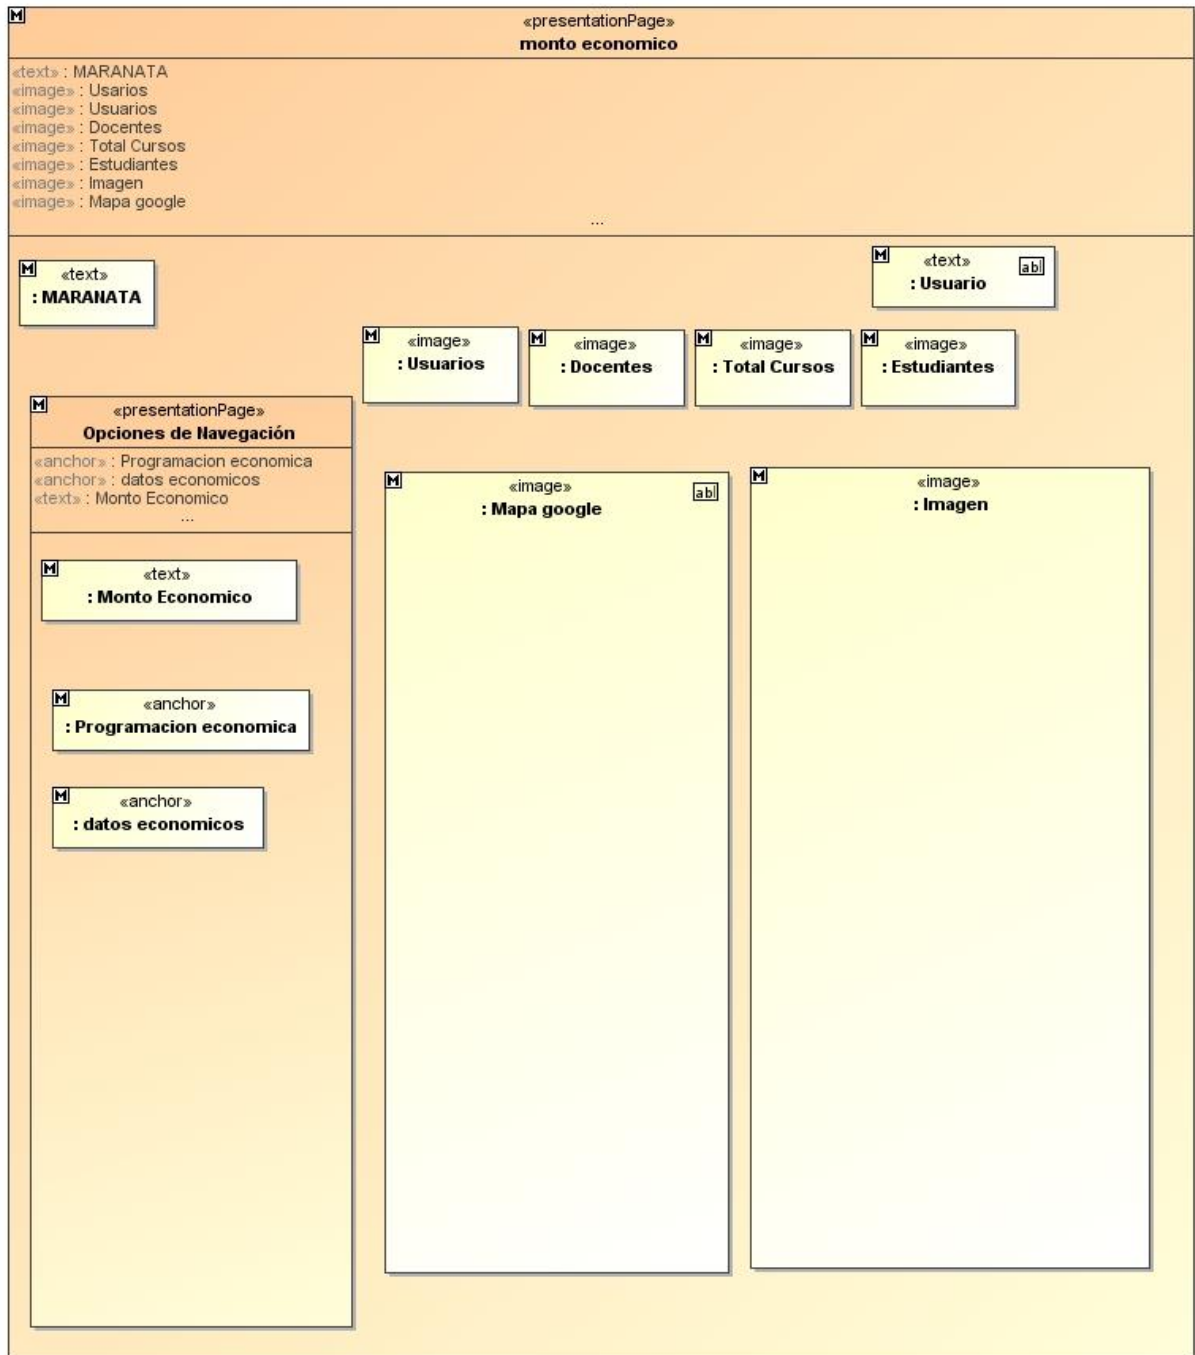 «presentationPage»
monto economico
«text» : MARANATA
«image» : Usarios
«image» : Usuarios
«image» : Docentes
«image» : Total Cursos
«image» : Estudiantes
«image» : Imagen
«image» : Mapa google
...
M
«text»
: MARANATA
M
«text»
abl
: Usuario
M
«image»
: Usuarios
M
«image»
: Docentes
M
«image»
: Total Cursos
M
«image»
: Estudiantes
M
«presentationPage»
Opciones de Navegación
«anchor» : Programacion economica
«anchor» : datos economicos
«text» : Monto Economico
...
M
«text»
: Monto Economico
M
«anchor»
: Programacion economica
M
«anchor»
: datos economicos
M
«image»
abl
: Mapa google
M
«image»
: Imagen
M